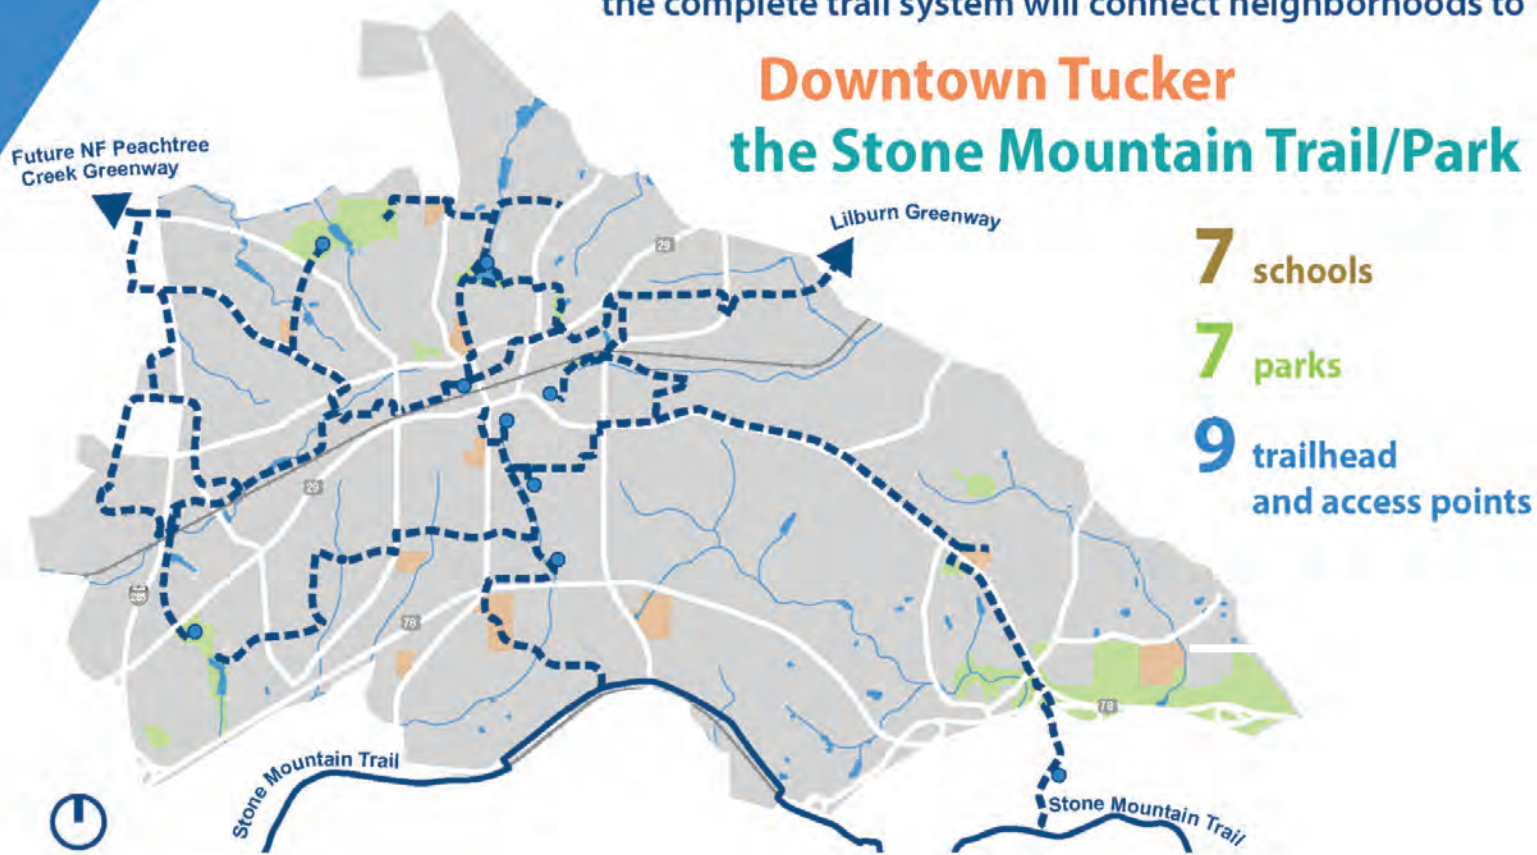 the complete trail system will connect neighborhoods to
Downtown Tucker
the Stone Mountain Trail/Park
Future NF Peachtree
Creek Greenway
Lilburn Greenway
7 schools
7 parks
9 trailhead
and access points
29
29
78
78
285
Stone Mountain Trail
Stone Mountain Trail